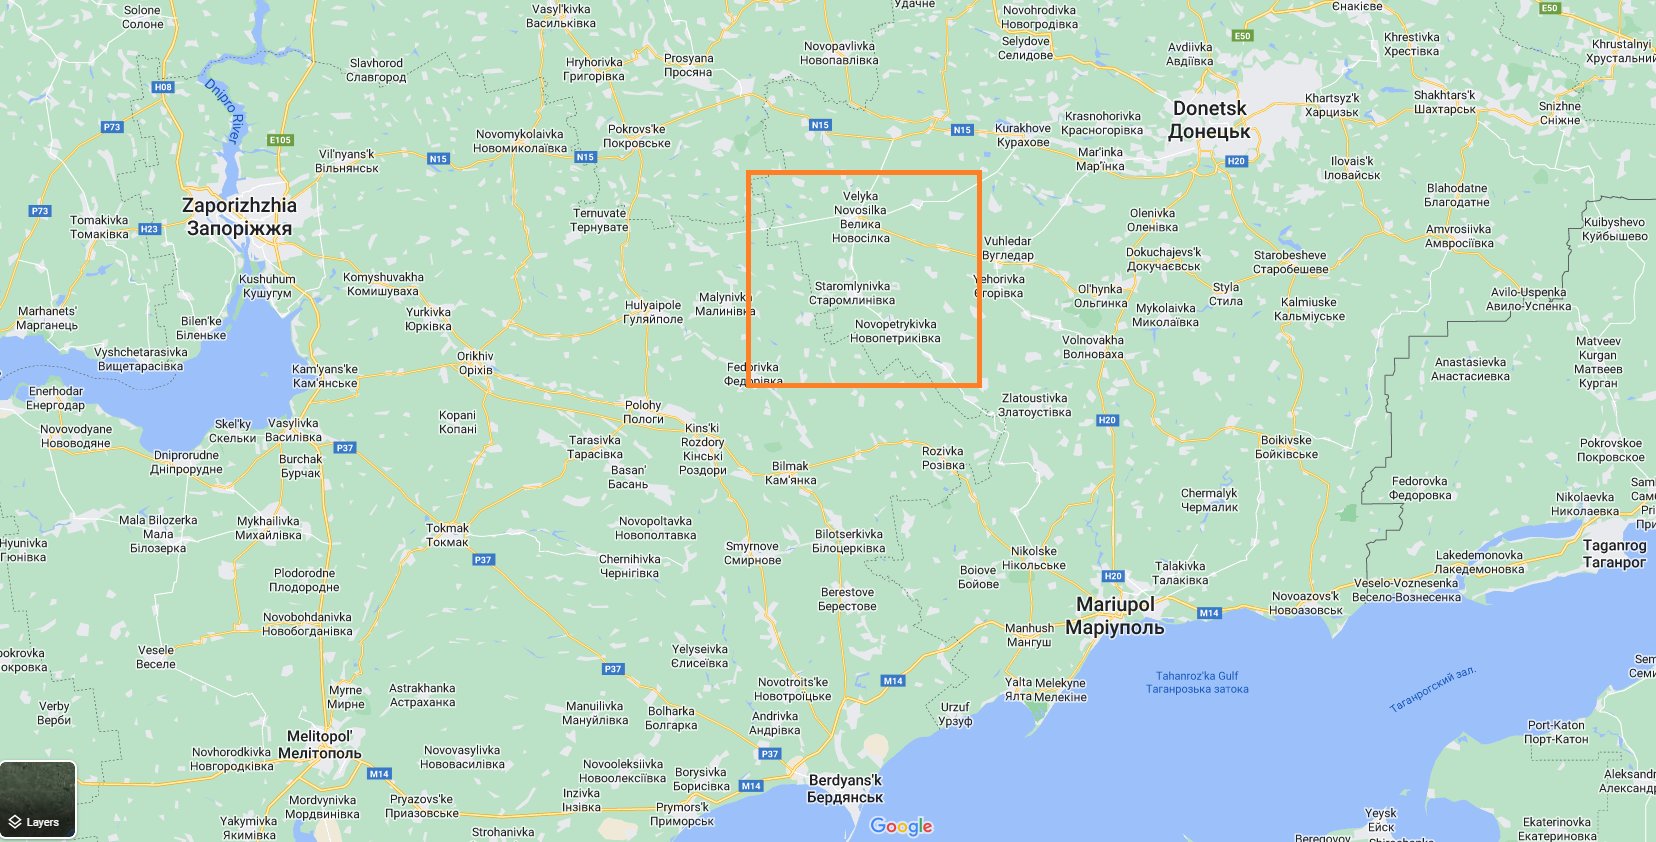 Solone
Солоне
Vasyl'kivka
Васильківка
Удачне
Novohrodivka
Новогродівка
Єнакієве
E50
E50
Novopavlivka
Новопавлівка
Selydove
Селидове
Avdiivka
Авдіївка
Khrestivka
Хрестівка
Khrustalnyi
Хрустальний
Slavhorod
Славгород
Hryhorivka
Григорівка
Prosyana
Просяна
H08
Dnipro River
P73
E105
Donetsk
Донецьк
Khartsyz'k
Харцизьк
Shakhtars'k
Шахтарськ
Snizhne
Сніжне
Krasnohorivka
Красногорівка
Kurakhove
Курахове
N15
N15
Pokrovs'ke
Покровське
Novomykolaivka
Новомиколаївка
N15
N15
Vil'nyans'k
Вільнянськ
Mar'inka
Мар'їнка
H20
Ilovais'k
Іловайськ
Blahodatne
Благодатне
P73
Zaporizhzhia
Запоріжжя
Tomakivka
Томаківка
H23
Ternuvate
Тернувате
Velyka
Novosilka
Велика
Новосілка
Olenivka
Оленівка
Kuibyshevo
Куйбышево
Amvrosiivka
Амвросіївка
Vuhledar
Вугледар
Dokuchajevs'k
Докучаєвськ
Starobesheve
Старобешеве
Kushuhum
Кушугум
Komyshuvakha
Комишуваха
Staromlynivka
Старомлинівка
Yehorivka
Єгорівка
Ol'hynka
Ольгинка
Styla
Стила
Kalmiuske
Кальміуське
Avilo-Uspenka
Авило-Успенка
Malynivka
Малинівка
Hulyaipole
Гуляйполе
Mykolaivka
Миколаївка
Marhanets'
Марганець
Bilen'ke
Біленьке
Yurkivka
Юрківка
Novopetrykivka
Новопетриківка
Volnovakha
Волноваха
Matveev
Kurgan
Матвеев
Курган
Vyshchetarasivka
Вищетарасівка
Orikhiv
Оріхів
Kam'yans'ke
Кам'янське
Fedorivka
Федорівка
Anastasievka
Анастасиевка
Enerhodar
Енергодар
Zlatoustivka
Златоустівка
Polohy
Пологи
Kopani
Копані
H20
Skel'ky
Скельки
Vasylivka
Василівка
Novovodyane
Нововодяне
Kins'ki
Rozdory
Кінські
Роздори
Tarasivka
Тарасівка
P37
Boikivske
Бойківське
Pokrovskoe
Покровское
Dniprorudne
Дніпрорудне
Burchak
Бурчак
Basan'
Басань
Bilmak
Кам'янка
Rozivka
Розівка
Fedorovka
Федоровка
Chermalyk
Чермалик
Nikolaevka
Николаевка
Mala Bilozerka
Мала
Білозерка
Mykhailivka
Михайлівка
Tokmak
Токмак
Novopoltavka
Новополтавка
Bilotserkivka
Білоцерківка
Smyrnove
Смирнове
P37
Chernihivka
Чернігівка
Nikolske
Нікольське
Boiove
Бойове
H20
Talakivka
Талаківка
Lakedemonovka
Лакедемоновка
Taganrog
Таганрог
Veselo-Voznesenka
Весело-Вознесенка
Plodorodne
Плодородне
Berestove
Берестове
Mariupol
Маріуполь
M14
Novoazovs'k
Новоазовськ
Novobohdanivka
Новобогданівка
Manhush
Мангуш
Vesele
Веселе
Yelyseivka
Єлисеївка
P37
M14
Novotroits'ke
Новотроїцьке
Tahanroz'ka Gulf
Таганрозька затока
Таганрогский зал.
Yalta
Ялта
Melekyne
Мелекіне
Urzuf
Урзуф
Myrne
Мирне
Astrakhanka
Астраханка
Verby
Верби
Manuilivka
Мануйлівка
Bolharka
Болгарка
Andrivka
Андрівка
Port-Katon
Порт-Катон
Melitopol'
Мелітополь
Novhorodkivka
Новгородківка
Novovasylivka
Нововасилівка
P37
M14
Novooleksiivka
Новоолексіївка
Borysivka
Борисівка
M14
Berdyans'k
Бердянськ
Mordvynivka
Мордвинівка
Pryazovs'ke
Приазовське
Inzivka
Інзівка
Prymors'k
Приморськ
Yakymivka
Якимівка
Strohanivka
Yeysk
Ейск
Ekaterinovka
Екатериновка
Layers
Google